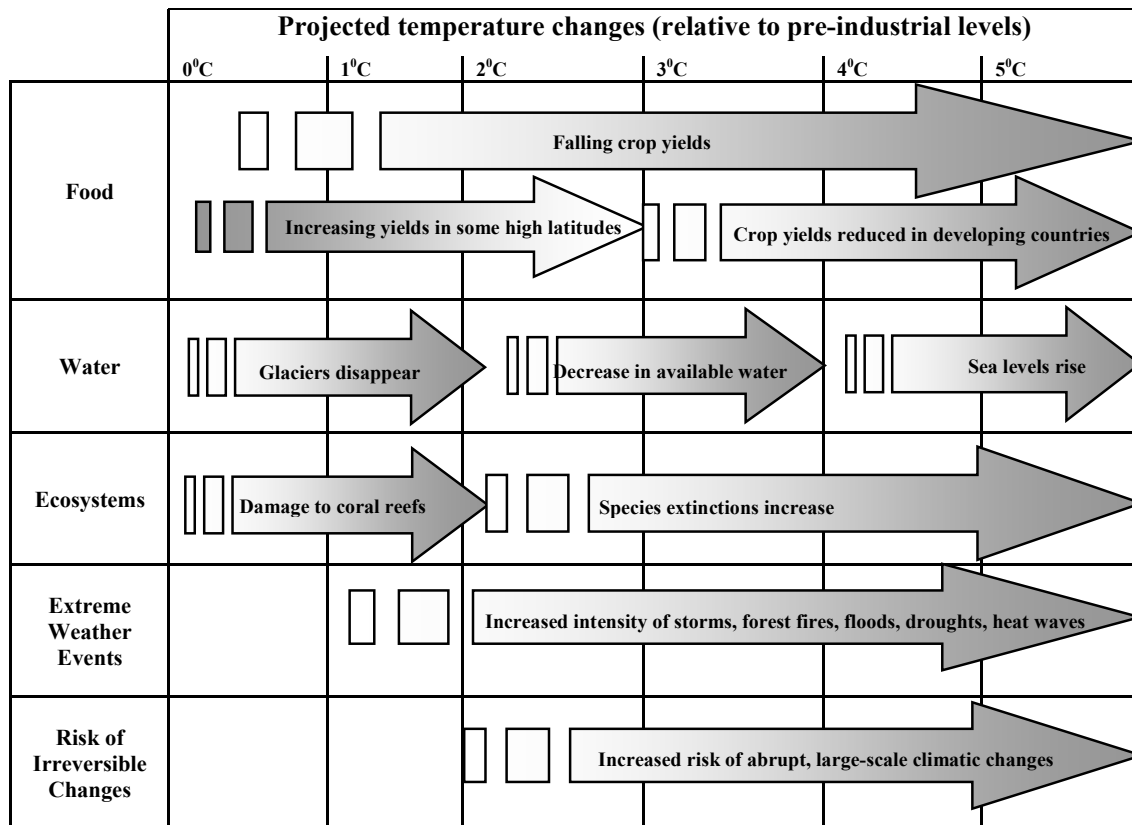 Projected temperature changes (relative to pre-industrial levels)
0⁰C 1⁰C 2⁰C 3⁰C 4⁰C 5⁰C
Food
Falling crop yields
Increasing yields in some high latitudes
Crop yields reduced in developing countries
Water
Glaciers disappear
Decrease in available water
Sea levels rise
Ecosystems
Damage to coral reefs
Species extinctions increase
Extreme
Weather
Events
Increased intensity of storms, forest fires, floods, droughts, heat waves
Risk of
Irreversible
Changes
Increased risk of abrupt, large-scale climatic changes